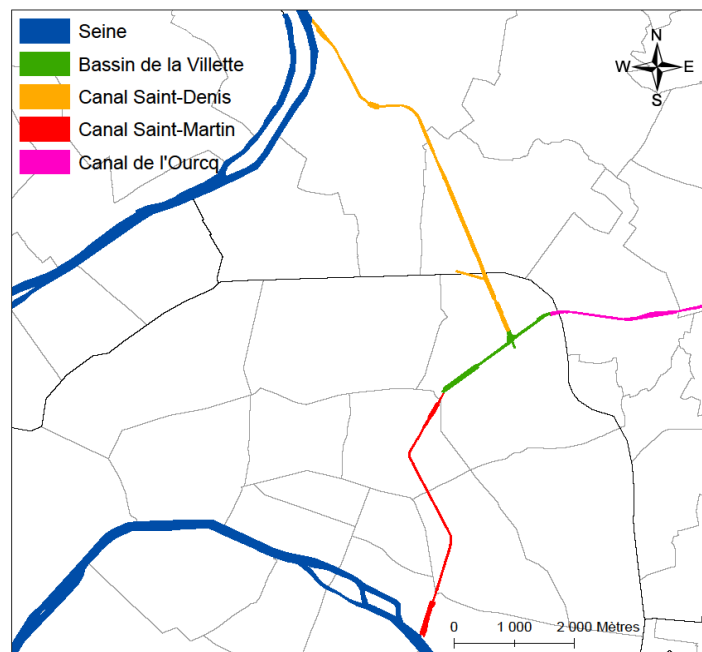 Seine
Bassin de la Villette
Canal Saint-Denis
Canal Saint-Martin
Canal de l'Ourcq
N
W E
S
0 1 000 2 000 Mètres